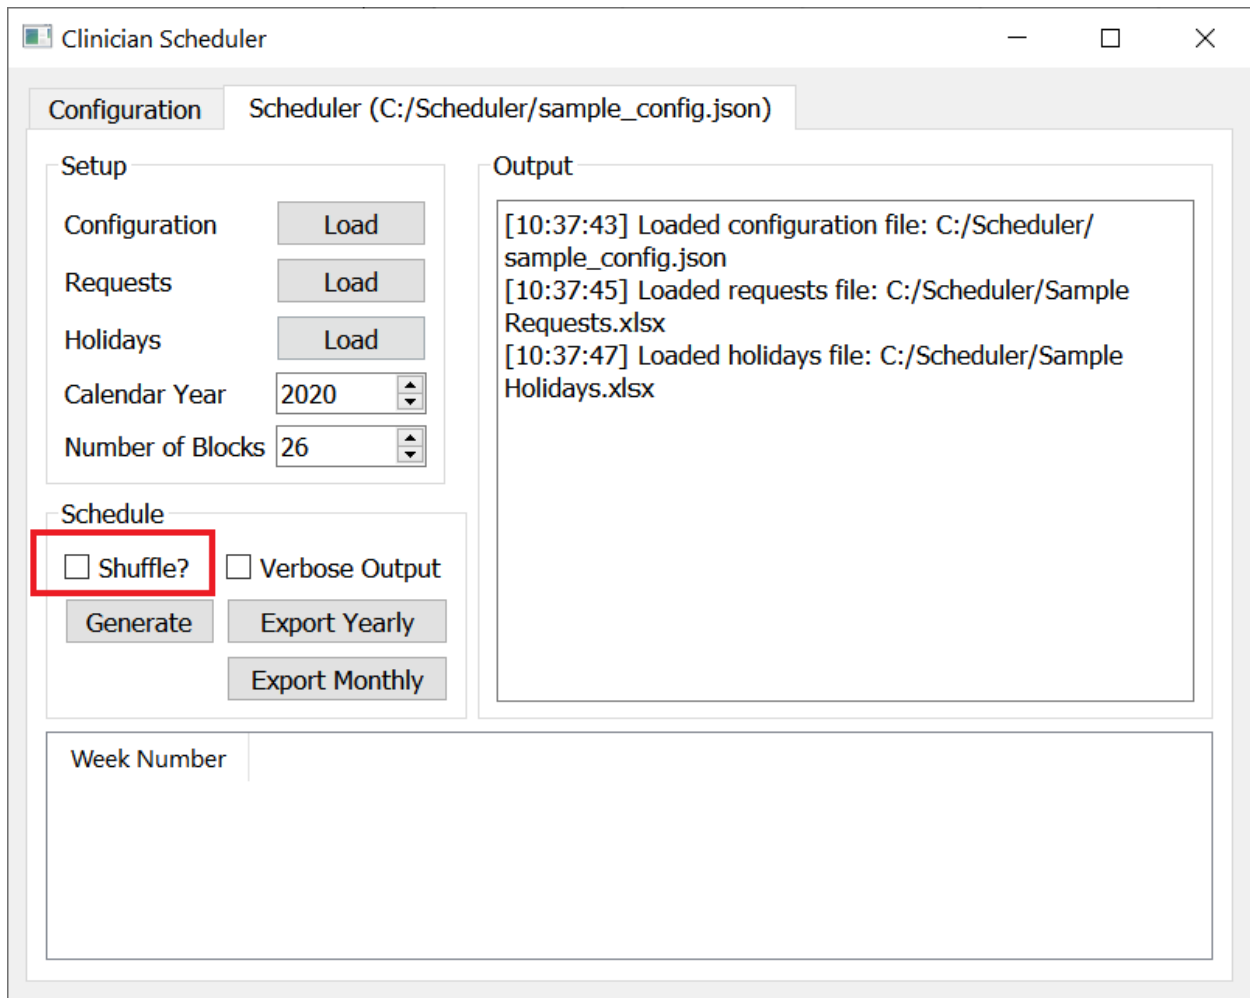 Clinician Scheduler
Configuration
Scheduler (C:/Scheduler/sample_config.json)
Setup
Configuration
Load
Requests
Load
Holidays
Load
Calendar Year
2020
Number of Blocks
26
Output
[10:37:43] Loaded configuration file: C:/Scheduler/
sample_config.json
[10:37:45] Loaded requests file: C:/Scheduler/Sample
Requests.xlsx
[10:37:47] Loaded holidays file: C:/Scheduler/Sample
Holidays.xlsx
Schedule
Shuffle?
Verbose Output
Generate
Export Yearly
Export Monthly
Week Number